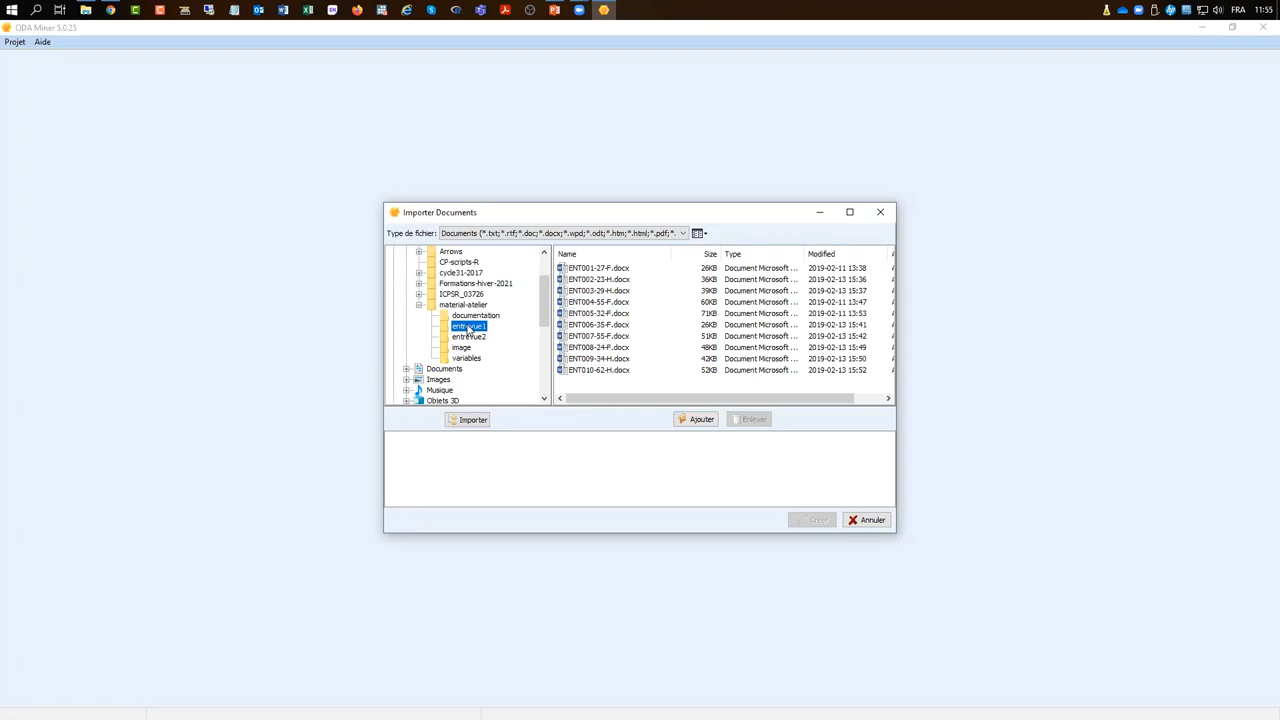 FRA 11:55
QDA Miner 5.0.25
Projet Aide
Importer Documents
Type de fichier: Documents (*.txt;*.rtf;*.doc;*.docx;*.wpd;*.odt;*.htm;*.html;*.pdf;*.
Arrows
CP-scripts-R
cycle31-2017
Formations-hiver-2021
ICPSR_03726
material-atelier
documentation
entrevue1
entrevue2
image
variables
Documents
Images
Musique
Objets 3D
Name Size Type Modified
ENT001-27-F.docx 26KB Document Microsoft ... 2019-02-11 13:38
ENT002-23-H.docx 36KB Document Microsoft ... 2019-02-13 15:36
ENT003-29-H.docx 39KB Document Microsoft ... 2019-02-13 15:37
ENT004-55-F.docx 60KB Document Microsoft ... 2019-02-11 13:47
ENT005-32-F.docx 71KB Document Microsoft ... 2019-02-11 13:53
ENT006-35-F.docx 26KB Document Microsoft ... 2019-02-13 15:41
ENT007-55-F.docx 51KB Document Microsoft ... 2019-02-13 15:42
ENT008-24-F.docx 48KB Document Microsoft ... 2019-02-13 15:49
ENT009-34-H.docx 42KB Document Microsoft ... 2019-02-13 15:50
ENT010-62-H.docx 52KB Document Microsoft ... 2019-02-13 15:52
Importer Ajouter Enlever
Créer Annuler